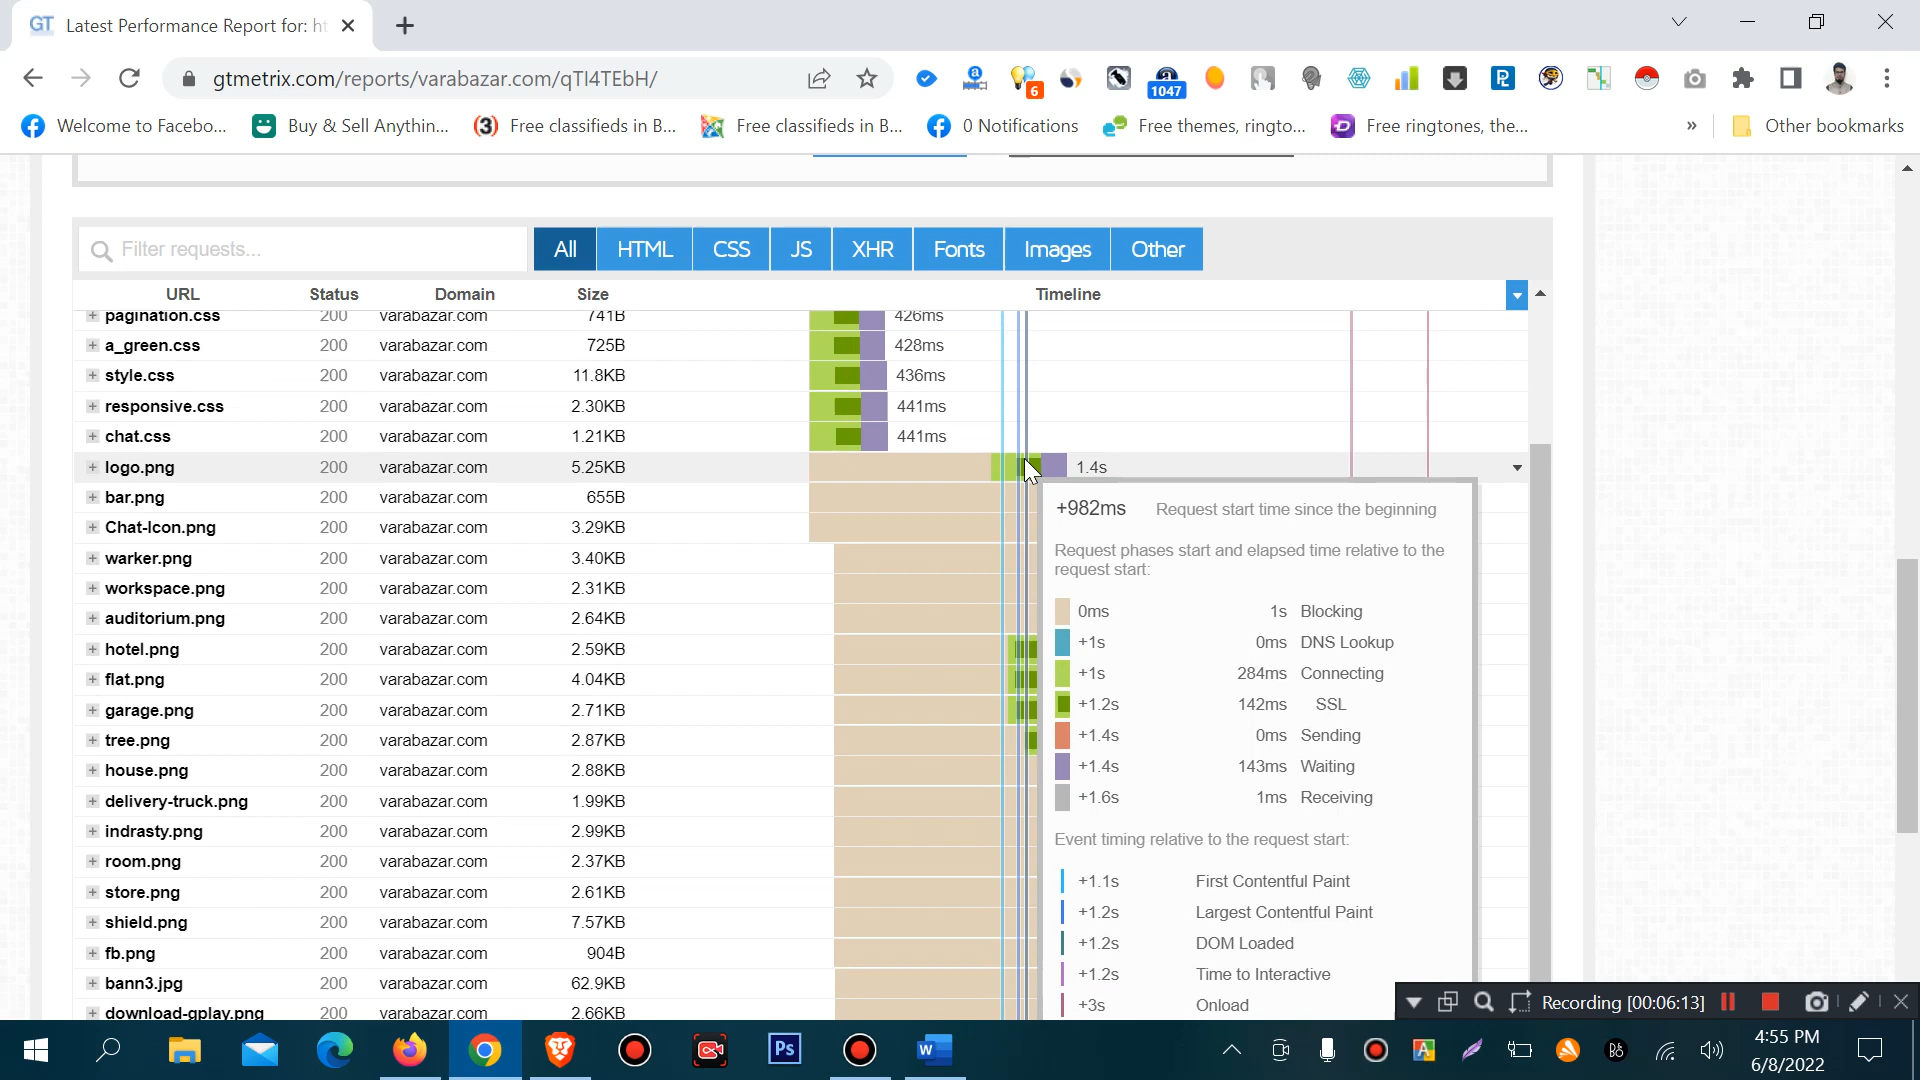 GT Latest Performance Report for: ht
gtmetrix.com/reports/varabazar.com/qTI4TEbH/
6
1047
Welcome to Facebo... Buy & Sell Anythin... Free classifieds in B... Free classifieds in B... 0 Notifications Free themes, ringto... Free ringtones, the... » Other bookmarks
Filter requests... All HTML CSS JS XHR Fonts Images Other
URL Status Domain Size Timeline
pagination.css 200 varabazar.com 741B 426ms
a_green.css 200 varabazar.com 725B 428ms
style.css 200 varabazar.com 11.8KB 436ms
responsive.css 200 varabazar.com 2.30KB 441ms
chat.css 200 varabazar.com 1.21KB 441ms
logo.png 200 varabazar.com 5.25KB 1.4s
bar.png 200 varabazar.com 655B
Chat-Icon.png 200 varabazar.com 3.29KB
warker.png 200 varabazar.com 3.40KB
workspace.png 200 varabazar.com 2.31KB
auditorium.png 200 varabazar.com 2.64KB
hotel.png 200 varabazar.com 2.59KB
flat.png 200 varabazar.com 4.04KB
garage.png 200 varabazar.com 2.71KB
tree.png 200 varabazar.com 2.87KB
house.png 200 varabazar.com 2.88KB
delivery-truck.png 200 varabazar.com 1.99KB
indrasty.png 200 varabazar.com 2.99KB
room.png 200 varabazar.com 2.37KB
store.png 200 varabazar.com 2.61KB
shield.png 200 varabazar.com 7.57KB
fb.png 200 varabazar.com 904B
bann3.jpg 200 varabazar.com 62.9KB
download-gplay.png 200 varabazar.com 2.66KB
+982ms Request start time since the beginning
Request phases start and elapsed time relative to the
request start:
0ms 1s Blocking
+1s 0ms DNS Lookup
+1s 284ms Connecting
+1.2s 142ms SSL
+1.4s 0ms Sending
+1.4s 143ms Waiting
+1.6s 1ms Receiving
Event timing relative to the request start:
+1.1s First Contentful Paint
+1.2s Largest Contentful Paint
+1.2s DOM Loaded
+1.2s Time to Interactive
+3s Onload
Recording [00:06:13]
Ps
4:55 PM
6/8/2022